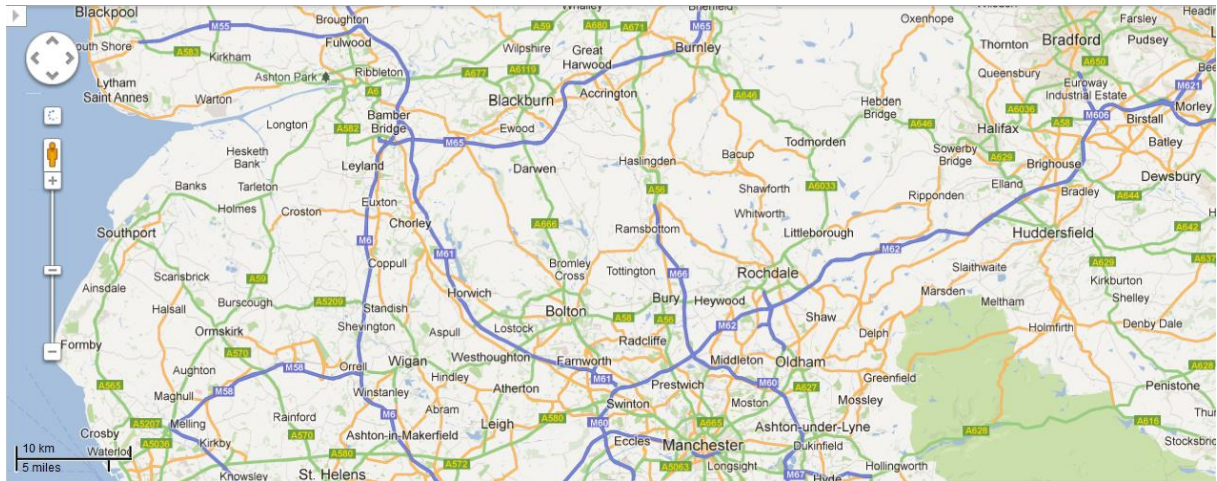 Blackpool
M55
Broughton
Whalley
A59
A680
A671
Brierfield
M65
Oxenhope
Farsley
South Shore
A583
Kirkham
Fulwood
Wilpshire
Great
Harwood
Burnley
Thornton
Bradford
Pudsey
Lytham
Saint Annes
Ashton Park
Ribbleton
A677
A6119
Queensbury
A650
Warton
A6
Blackburn
Accrington
A646
Euroway
Industrial Estate
M621
Longton
A582
Bamber
Bridge
Ewood
Hebden
Bridge
A646
A6036
Halifax
A58
M606
Morley
Birstall
Hesketh
Bank
Leyland
M65
Darwen
Haslingden
Bacup
Todmorden
Sowerby
Bridge
A629
Brighouse
Batley
Banks
Tarleton
Euxton
A56
Shawforth
A6033
Ripponden
Elland
Bradley
A644
Dewsbury
Holmes
Croston
Chorley
A666
Ramsbottom
Whitworth
Littleborough
M62
Huddersfield
A642
Southport
M6
M61
Scarisbrick
A59
Coppull
Bromley
Cross
Tottington
M66
Rochdale
Slaithwaite
A629
A637
Kirkburton
Ainsdale
Halsall
Burscough
A5209
Standish
Horwich
Bury
Heywood
Marsden
Meltham
Shelley
Ormskirk
Shevington
Aspull
Lostock
Bolton
A58
A56
M62
Shaw
Delph
Holmfirth
Denby Dale
Formby
A570
Radcliffe
Aughton
M58
Orrell
Wigan
Westhoughton
Farnworth
Middleton
Oldham
A565
Maghull
M58
Winstanley
Hindley
Atherton
M61
Prestwich
M60
A627
Greenfield
A628
Penistone
Crosby
A5207
Melling
Rainford
M6
Abram
Leigh
A580
Swinton
Moston
Mossley
A616
A5036
Kirkby
A570
Ashton-in-Makerfield
M60
A665
Ashton-under-Lyne
A628
10 km
Eccles
Manchester
Dukinfield
Stocksbridge
5 miles
Knowsley
A580
St. Helens
A572
A5063
Longsight
M67
Hyde
Hollingworth